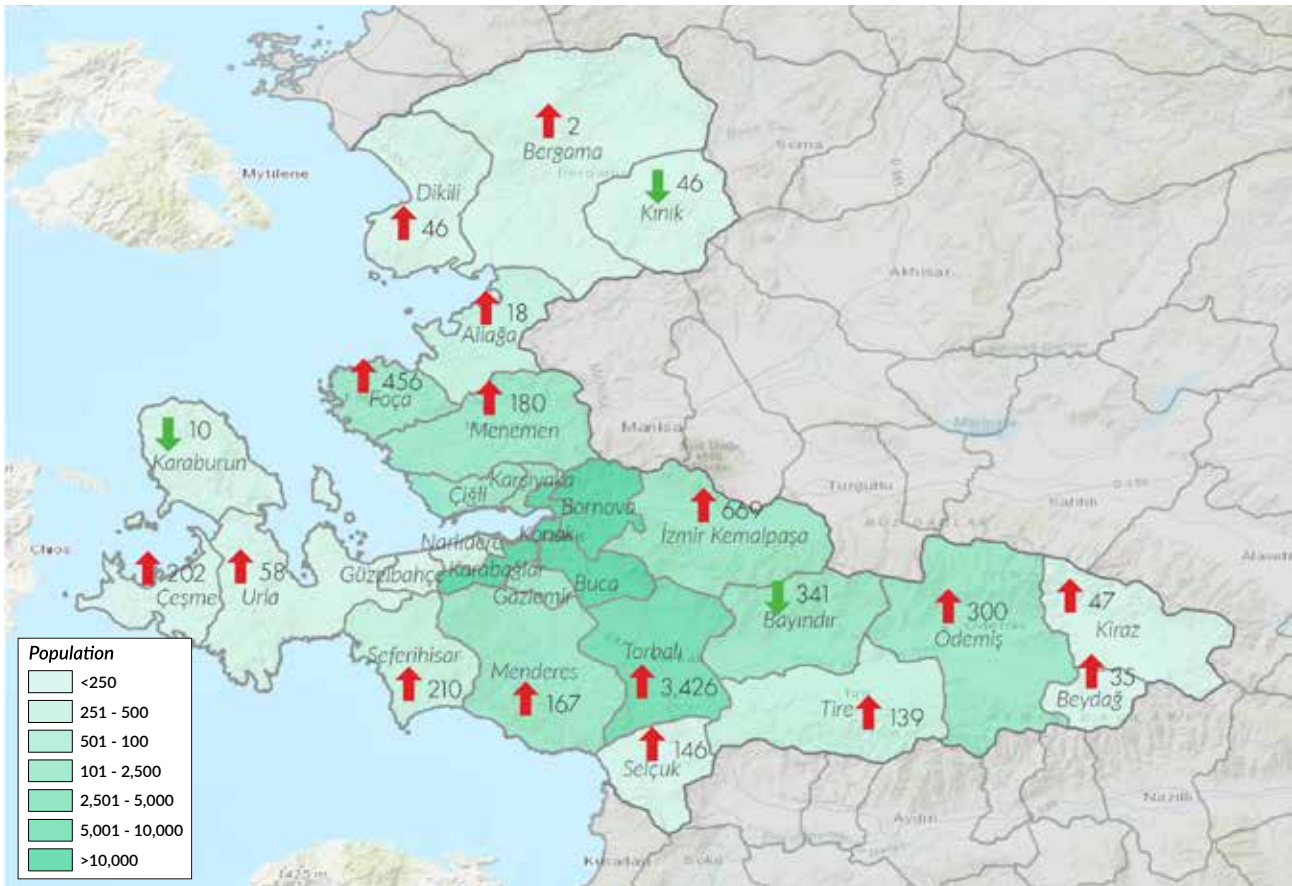 2
Bergama
Soma
Mytilene
Dikili
46
46
Kınık
Akhisar
18
Aliağa
456
Foça
180
Menemen
Manisa
10
Karaburun
Karşıyaka
Çiğli
Bornova
669
İzmir Kemalpaşa
Turgutlu
Salihli
BOZ DAĞLAR
Chios
202
Çeşme
58
Urla
Narlıdere
Konak
Güzelbahçe
Karabağlar
Buca
Gaziemir
341
Bayındır
300
Ödemiş
47
Kiraz
Seferihisar
210
Menderes
167
Torbalı
3,426
Tire
139
35
Beydağ
146
Selçuk
Nazilli
Aydın
Kuşadası
Söke
1425 m
Population
<250
251 - 500
501 - 100
101 - 2,500
2,501 - 5,000
5,001 - 10,000
>10,000